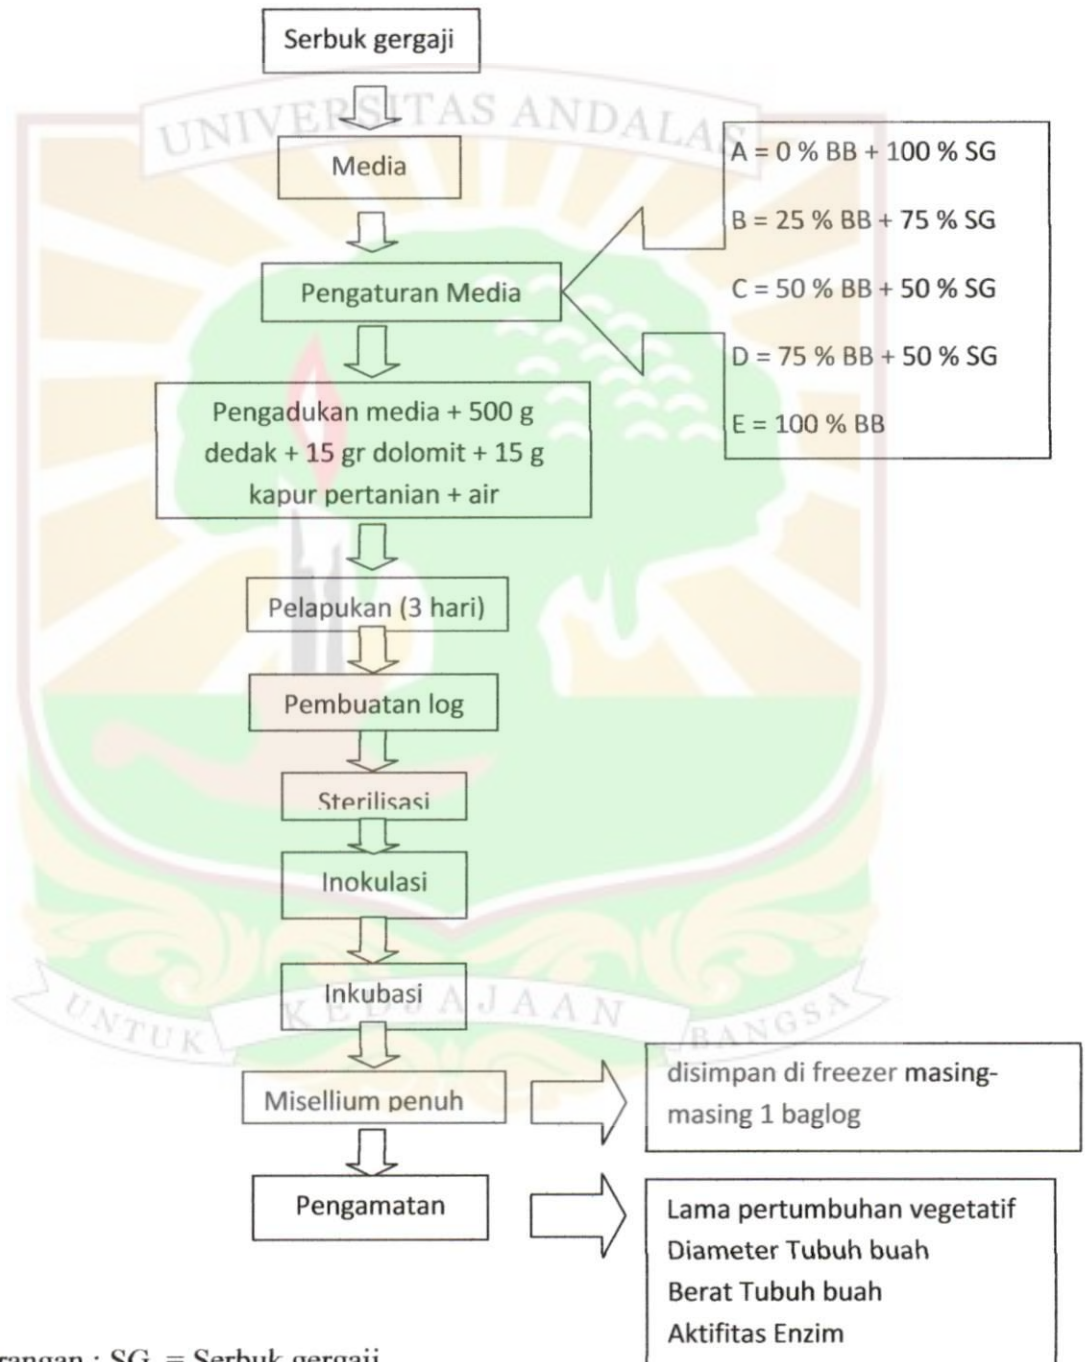 Serbuk gergaji
UNIVERSITAS ANDALAS
Media
A = 0 % BB + 100 % SG
B = 25 % BB + 75 % SG
Pengaturan Media
C = 50 % BB + 50 % SG
D = 75 % BB + 50 % SG
E = 100 % BB
Pengadukan media + 500 g
dedak + 15 gr dolomit + 15 g
kapur pertanian + air
Pelapukan (3 hari)
Pembuatan log
Sterilisasi
Inokulasi
Inkubasi
UNTUK KEDJAJAAN BANGSA
Misellium penuh
disimpan di freezer masing-
masing 1 baglog
Pengamatan
Lama pertumbuhan vegetatif
Diameter Tubuh buah
Berat Tubuh buah
Aktifitas Enzim
rangan : SG = Serbuk gergaji